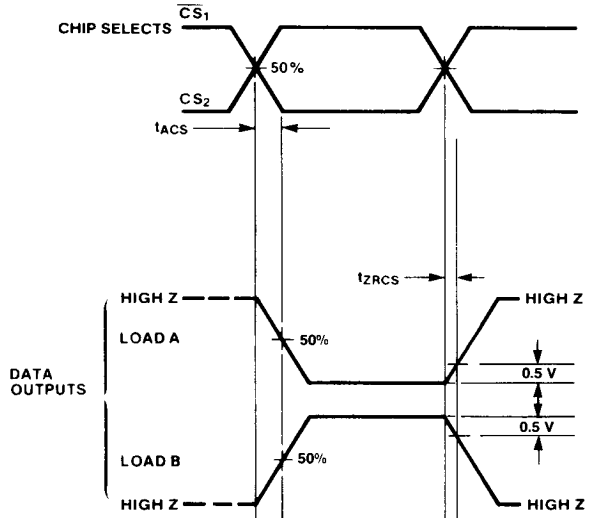 C̅S̅₁
CHIP SELECTS
50%
CS₂
tACS
tZRCS
HIGH Z
HIGH Z
LOAD A
50%
0.5 V
DATA
OUTPUTS
0.5 V
LOAD B
50%
HIGH Z
HIGH Z